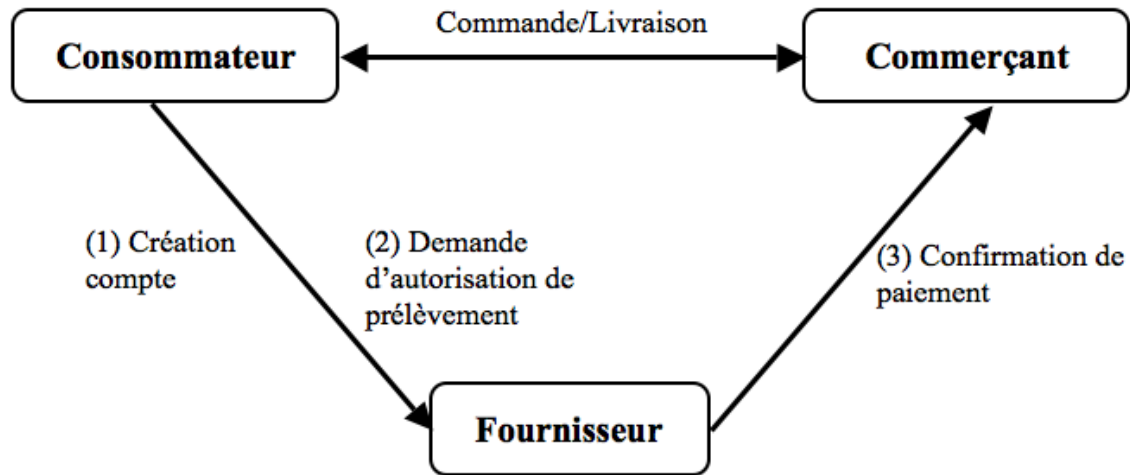 Commande/Livraison
Consommateur
Commerçant
(1) Création
compte
(2) Demande
d’autorisation de
prélèvement
(3) Confirmation de
paiement
Fournisseur